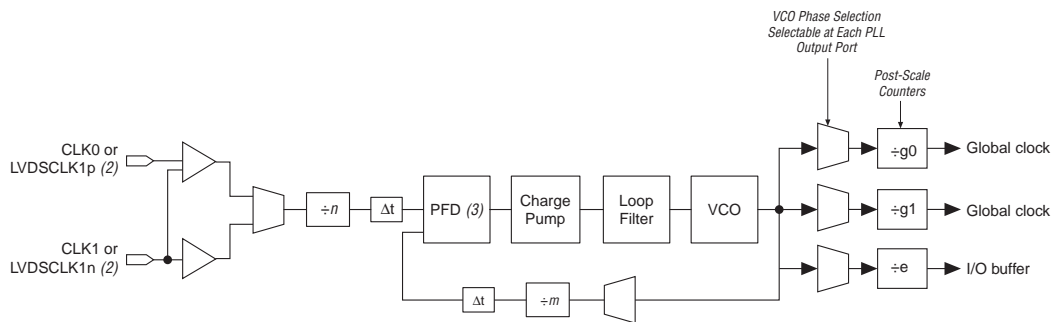 VCO Phase Selection
Selectable at Each PLL
Output Port
Post-Scale
Counters
CLK0 or
LVDSCLK1p (2)
÷g0
Global clock
÷n
Δt
PFD (3)
Charge
Pump
Loop
Filter
VCO
÷g1
Global clock
CLK1 or
LVDSCLK1n (2)
÷e
I/O buffer
Δt
÷m